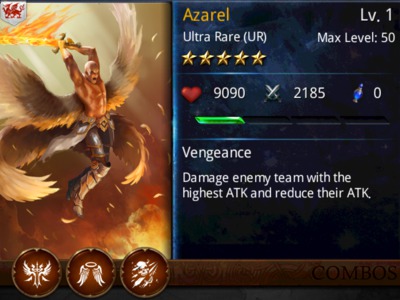 Azarel Lv. 1
Ultra Rare (UR) Max Level: 50
9090 2185 0
Vengeance
Damage enemy team with the
highest ATK and reduce their ATK.
COMBOS